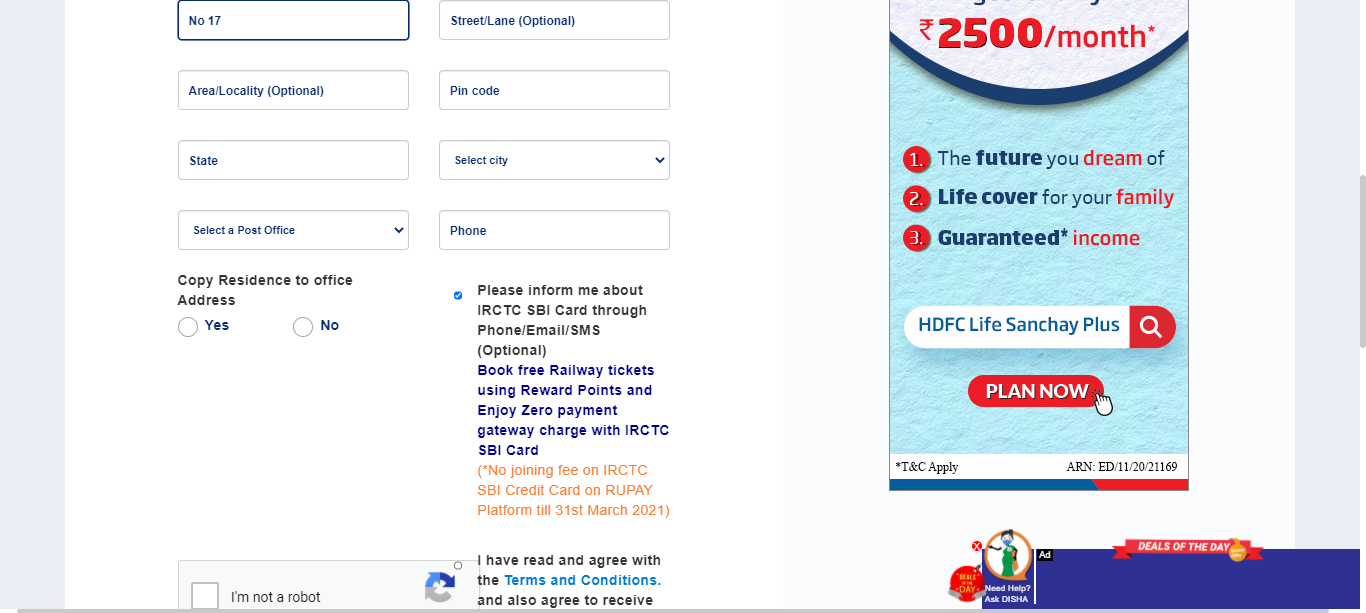 No 17
Street/Lane (Optional)
Area/Locality (Optional)
Pin code
State
Select city
Select a Post Office
Phone
Copy Residence to office
Address
Yes
No
Please inform me about
IRCTC SBI Card through
Phone/Email/SMS
(Optional)
Book free Railway tickets
using Reward Points and
Enjoy Zero payment
gateway charge with IRCTC
SBI Card
(*No joining fee on IRCTC
SBI Credit Card on RUPAY
Platform till 31st March 2021)
I'm not a robot
I have read and agree with
the Terms and Conditions.
and also agree to receive
₹2500/month*
1. The future you dream of
2. Life cover for your family
3. Guaranteed* income
HDFC Life Sanchay Plus
PLAN NOW
*T&C Apply
ARN: ED/11/20/21169
X
DEALS
OF THE
DAY
Need Help?
Ask DISHA
Ad
DEALS OF THE DAY